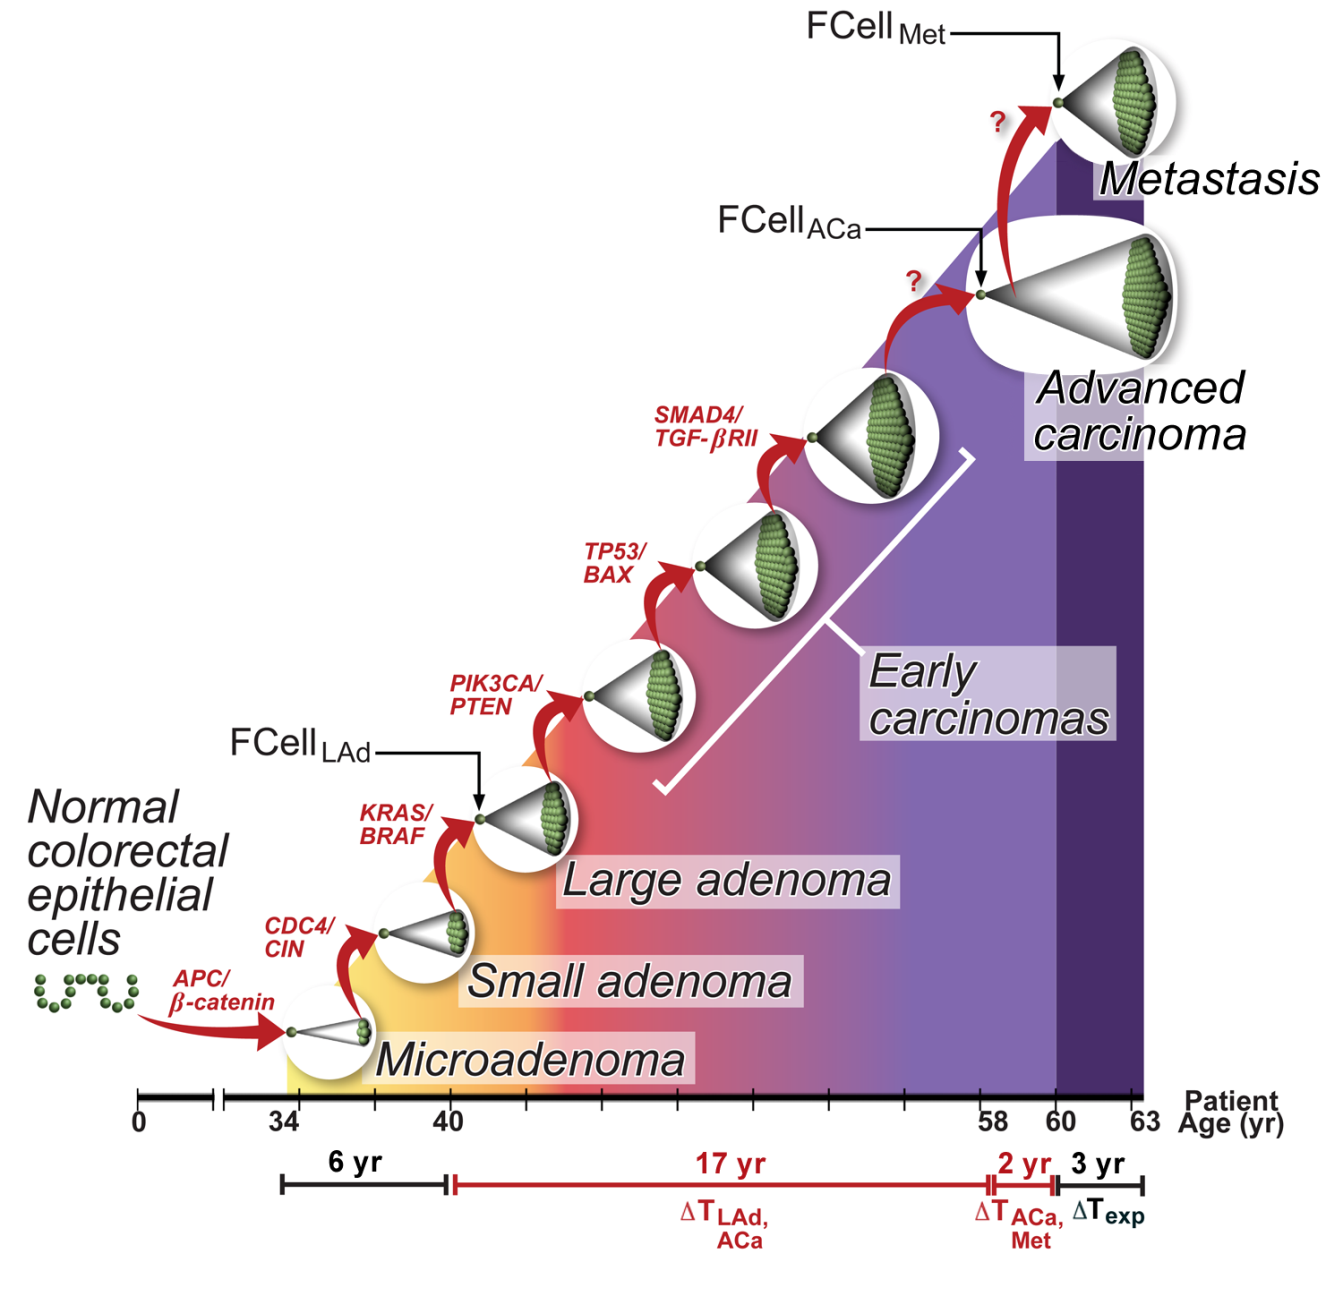 FCell Met
?
Metastasis
FCell ACa
?
Advanced
carcinoma
SMAD4/
TGF-βRII
TP53/
BAX
Early
carcinomas
PIK3CA/
PTEN
FCell LAd
Normal
colorectal
epithelial
cells
KRAS/
BRAF
Large adenoma
CDC4/
CIN
Small adenoma
APC/
β-catenin
Microadenoma
0 34 40 58 60 63
Patient
Age (yr)
6 yr 17 yr 2 yr 3 yr
ΔT LAd, ΔT ACa, ΔT exp
ACa Met